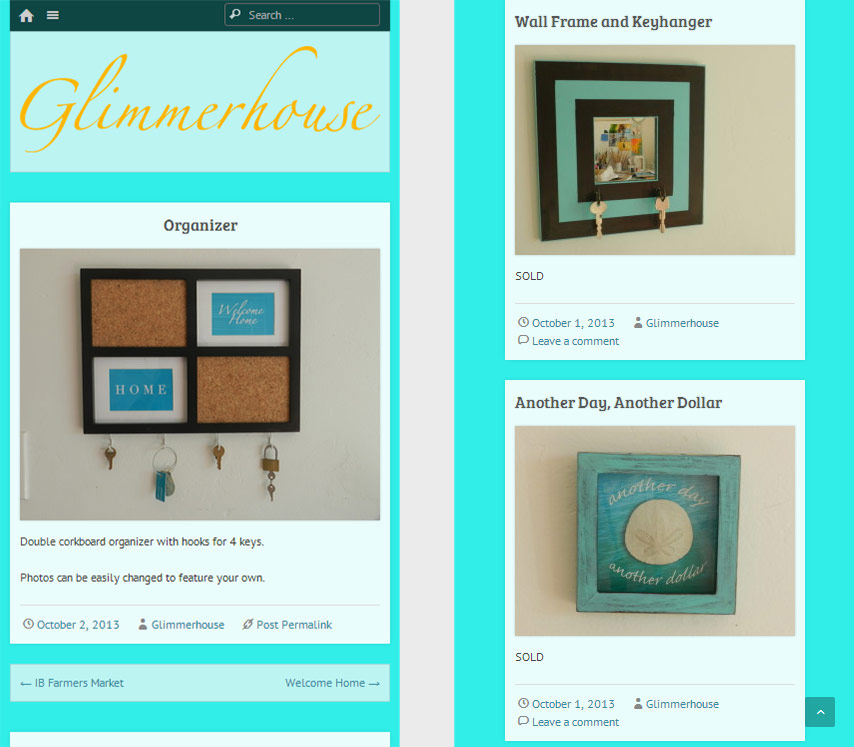 Search ...
Glimmerhouse
Organizer
Welcome
Home
HOME
Double corkboard organizer with hooks for 4 keys.
Photos can be easily changed to feature your own.
October 2, 2013 Glimmerhouse Post Permalink
← IB Farmers Market Welcome Home →
Wall Frame and Keyhanger
SOLD
October 1, 2013 Glimmerhouse
Leave a comment
Another Day, Another Dollar
another day
another dollar
SOLD
October 1, 2013 Glimmerhouse
Leave a comment